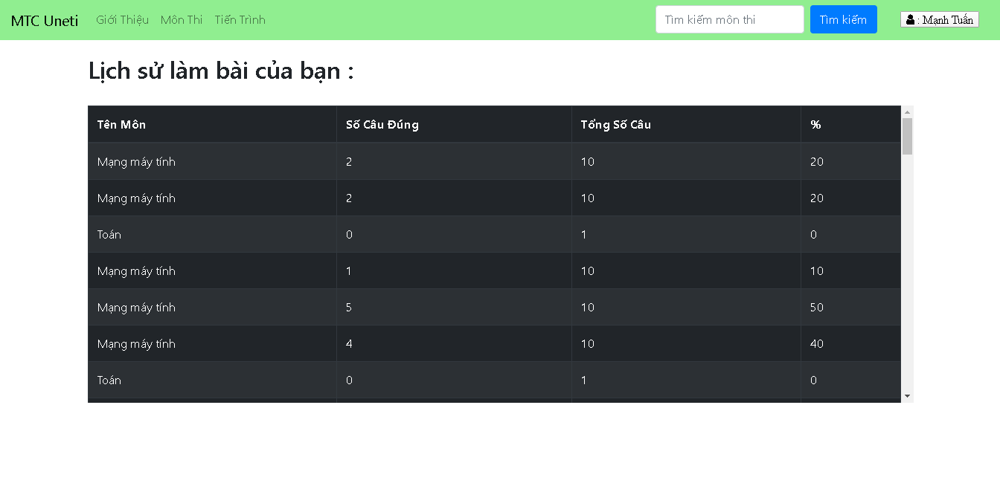 MTC Uneti Giới Thiệu Môn Thi Tiến Trình Tìm kiếm môn thi Tìm kiếm : Mạnh Tuấn
Lịch sử làm bài của bạn :
Tên Môn Số Câu Đúng Tổng Số Câu %
Mạng máy tính 2 10 20
Mạng máy tính 2 10 20
Toán 0 1 0
Mạng máy tính 1 10 10
Mạng máy tính 5 10 50
Mạng máy tính 4 10 40
Toán 0 1 0